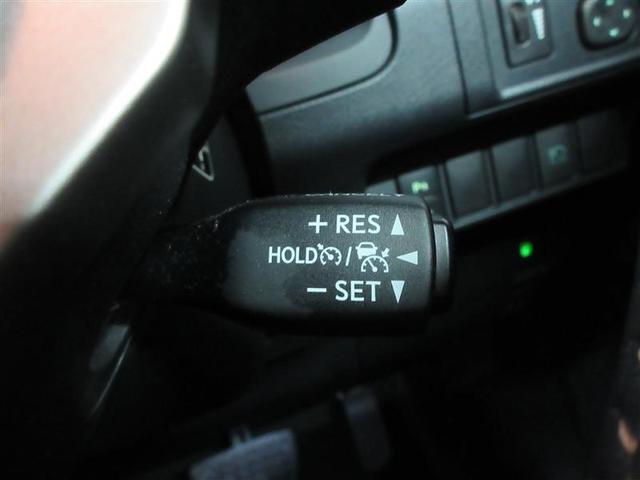 + RES
HOLD /
− SET